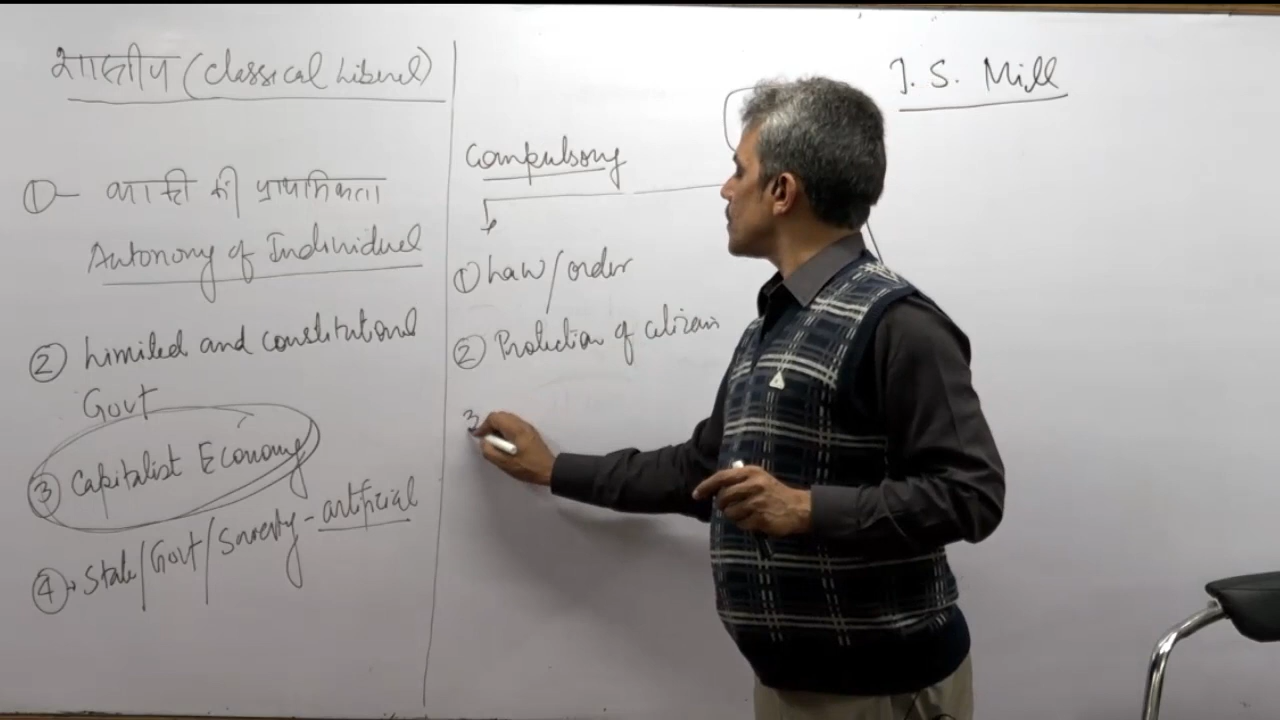 शास्त्रीय (Classical Liberal)
① – व्यक्ति की प्राथमिकता
Autonomy of Individual
② Limited and constitutional
Govt
③ Capitalist Economy
④ State/Govt/Society – artificial
Compulsory
① Law/order
② Protection of citizen
3
J. S. Mill